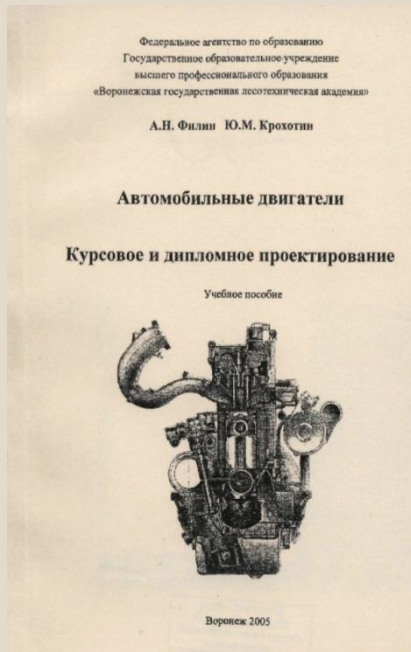 Федеральное агентство по образованию
Государственное образовательное учреждение
высшего профессионального образования
«Воронежская государственная лесотехническая академия»
А.Н. Филин Ю.М. Крохотин
Автомобильные двигатели
Курсовое и дипломное проектирование
Учебное пособие
Воронеж 2005